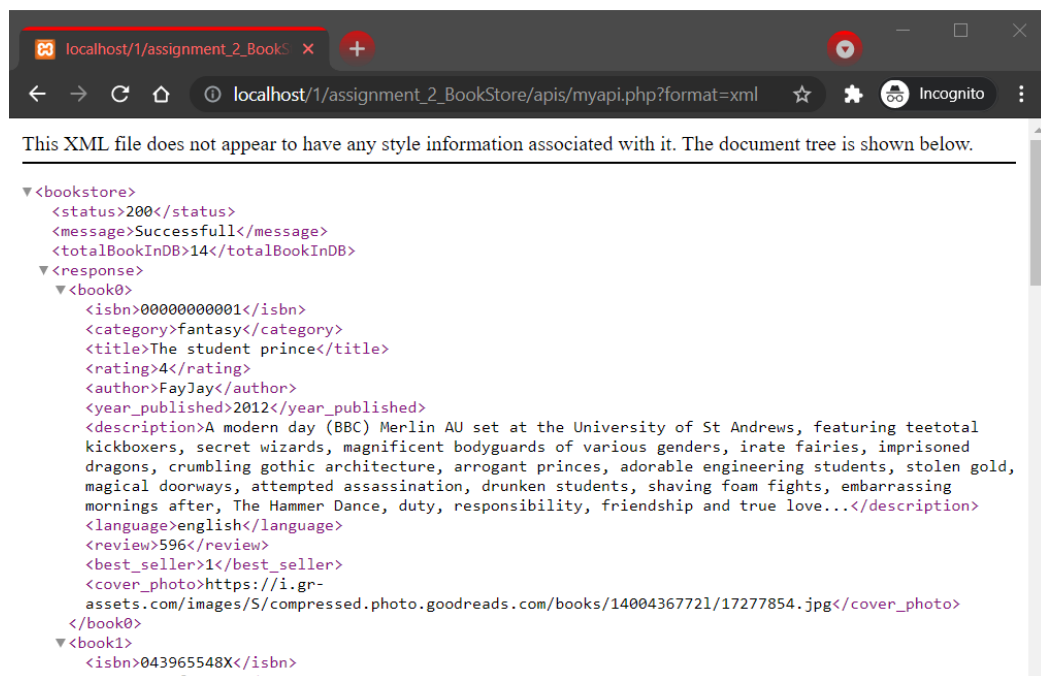 localhost/1/assignment_2_BookS
localhost/1/assignment_2_BookStore/apis/myapi.php?format=xml
Incognito
This XML file does not appear to have any style information associated with it. The document tree is shown below.
▼<bookstore>
<status>200</status>
<message>Successfull</message>
<totalBookInDB>14</totalBookInDB>
▼<response>
▼<book0>
<isbn>00000000001</isbn>
<category>fantasy</category>
<title>The student prince</title>
<rating>4</rating>
<author>FayJay</author>
<year_published>2012</year_published>
<description>A modern day (BBC) Merlin AU set at the University of St Andrews, featuring teetotal
kickboxers, secret wizards, magnificent bodyguards of various genders, irate fairies, imprisoned
dragons, crumbling gothic architecture, arrogant princes, adorable engineering students, stolen gold,
magical doorways, attempted assassination, drunken students, shaving foam fights, embarrassing
mornings after, The Hammer Dance, duty, responsibility, friendship and true love...</description>
<language>english</language>
<review>596</review>
<best_seller>1</best_seller>
<cover_photo>https://i.gr-
assets.com/images/S/compressed.photo.goodreads.com/books/1400436772l/17277854.jpg</cover_photo>
</book0>
▼<book1>
<isbn>043965548X</isbn>